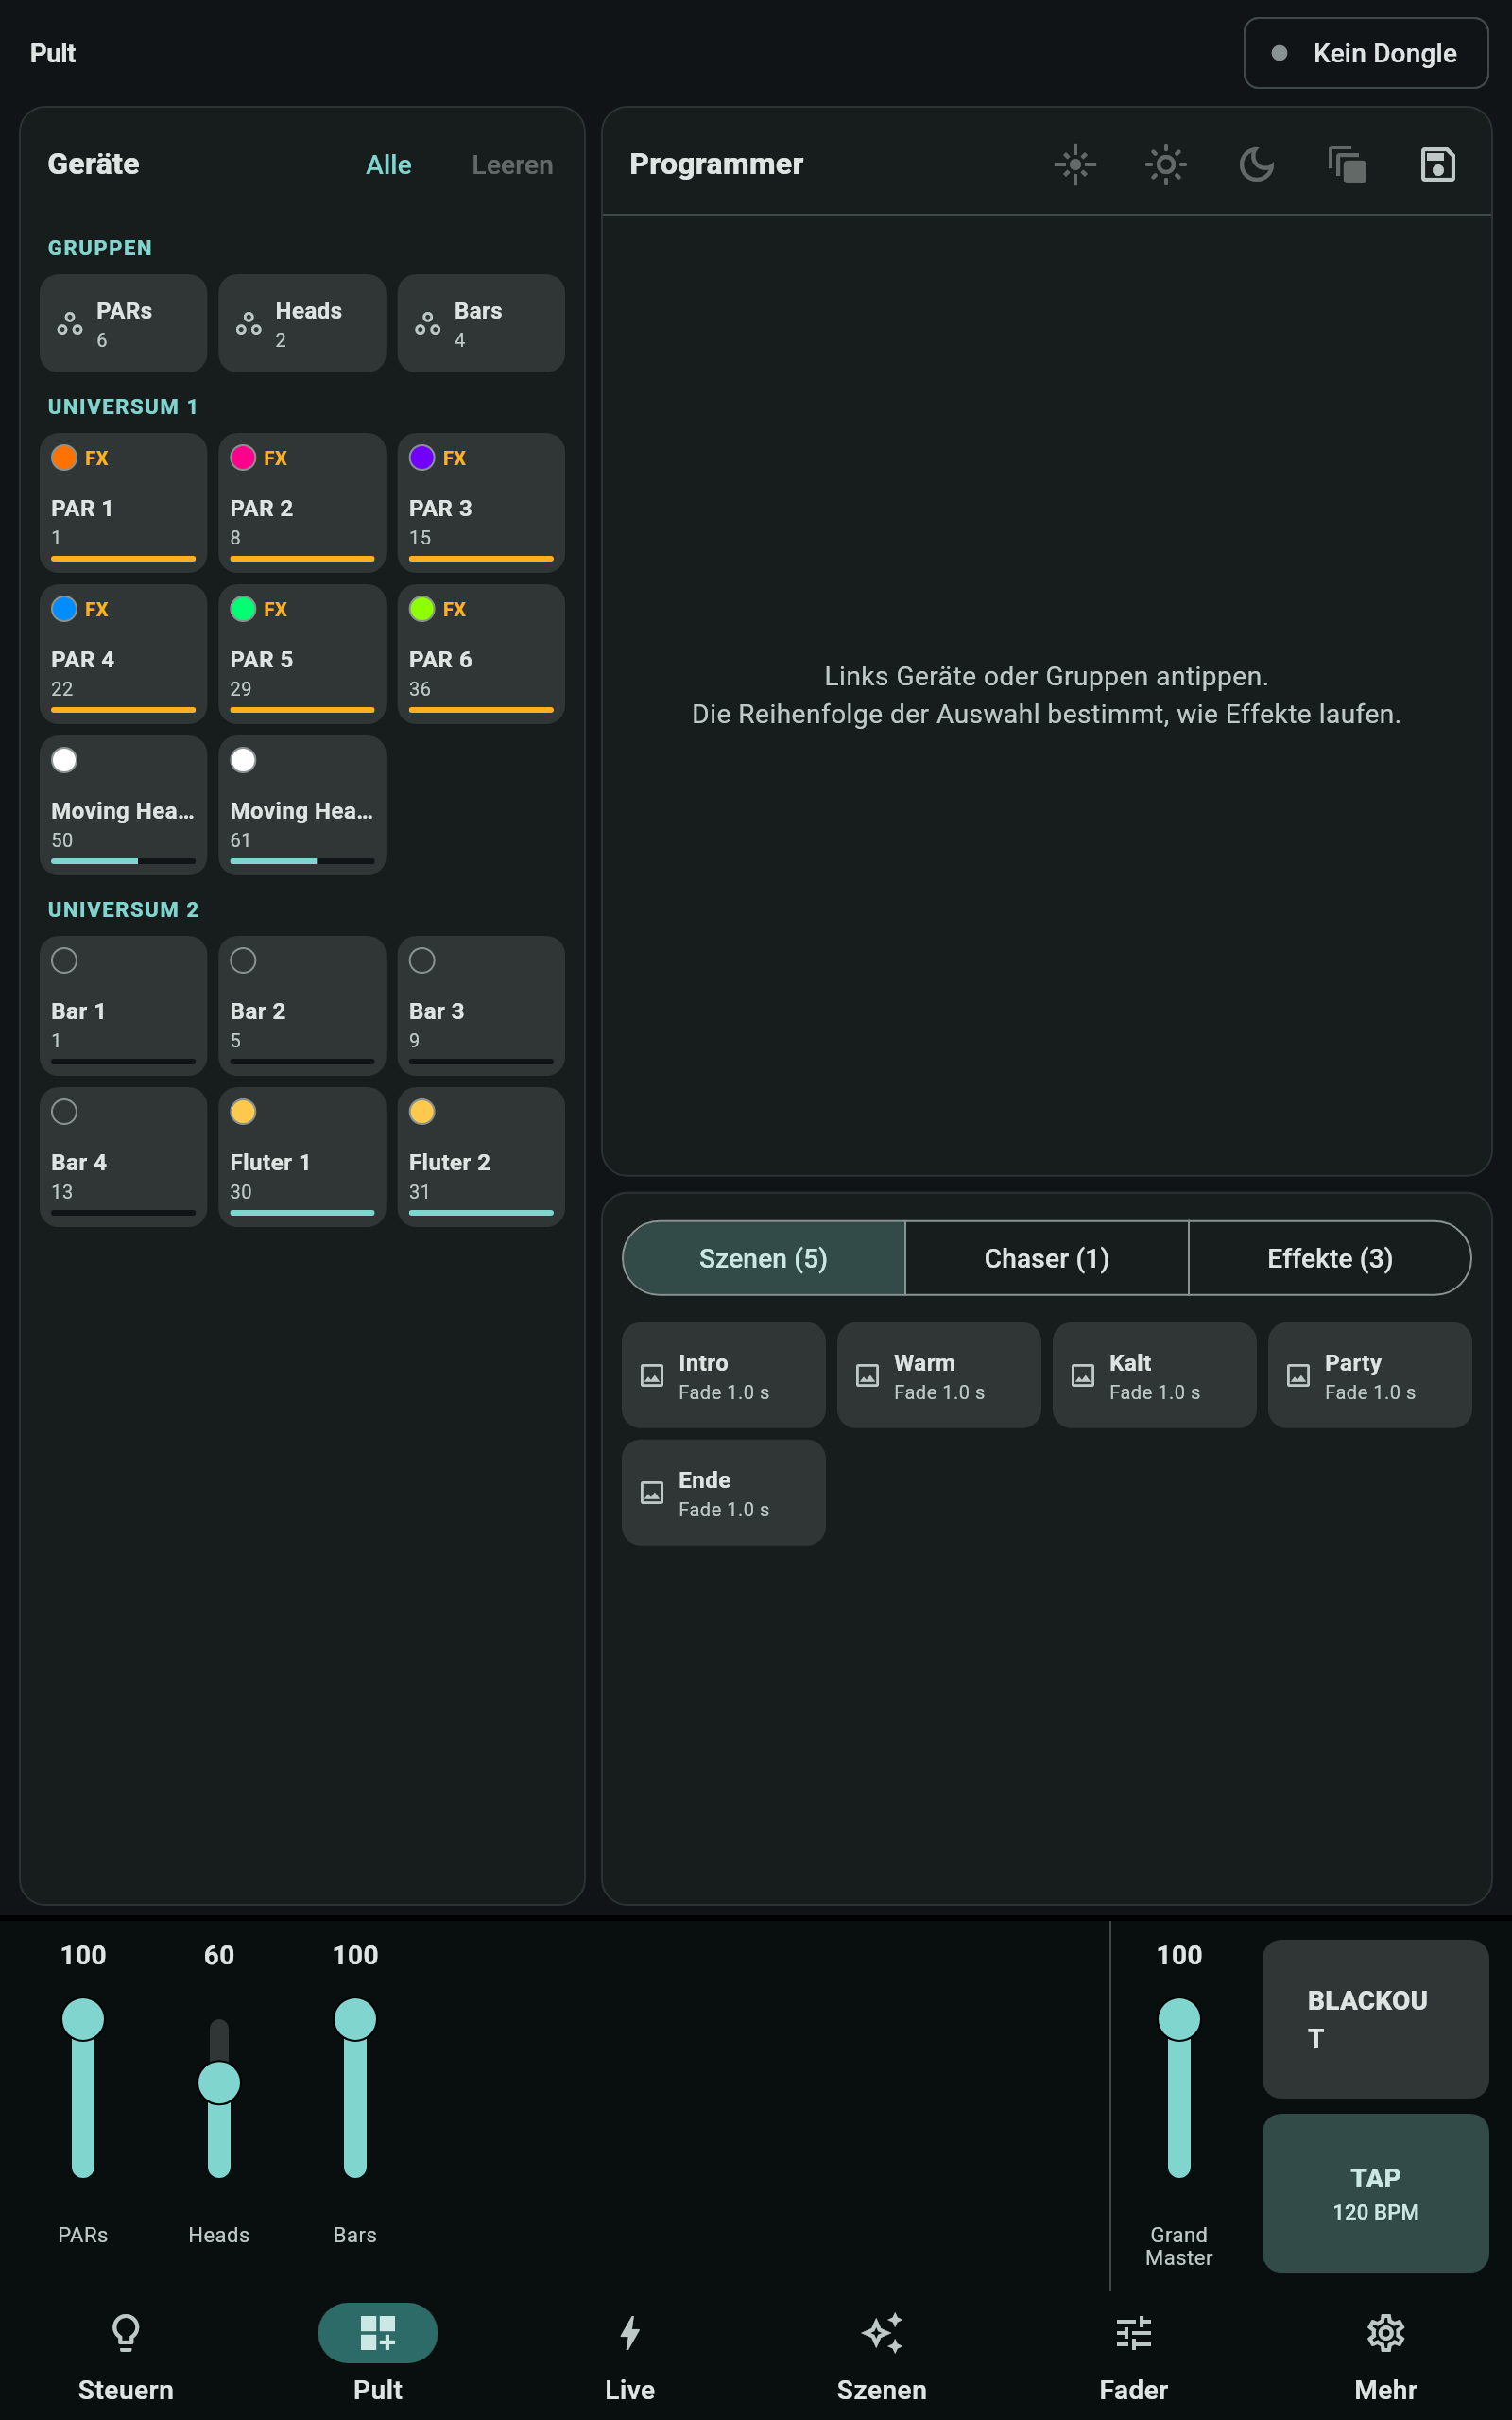 Pult
Kein Dongle
Geräte
Alle
Leeren
GRUPPEN
PARs
6
Heads
2
Bars
4
UNIVERSUM 1
FX
PAR 1
1
FX
PAR 2
8
FX
PAR 3
15
FX
PAR 4
22
FX
PAR 5
29
FX
PAR 6
36
Moving Hea...
50
Moving Hea...
61
UNIVERSUM 2
Bar 1
1
Bar 2
5
Bar 3
9
Bar 4
13
Fluter 1
30
Fluter 2
31
Programmer
Links Geräte oder Gruppen antippen.
Die Reihenfolge der Auswahl bestimmt, wie Effekte laufen.
Szenen (5)
Chaser (1)
Effekte (3)
Intro
Fade 1.0 s
Warm
Fade 1.0 s
Kalt
Fade 1.0 s
Party
Fade 1.0 s
Ende
Fade 1.0 s
100
PARs
60
Heads
100
Bars
100
Grand
Master
BLACKOU
T
TAP
120 BPM
Steuern
Pult
Live
Szenen
Fader
Mehr